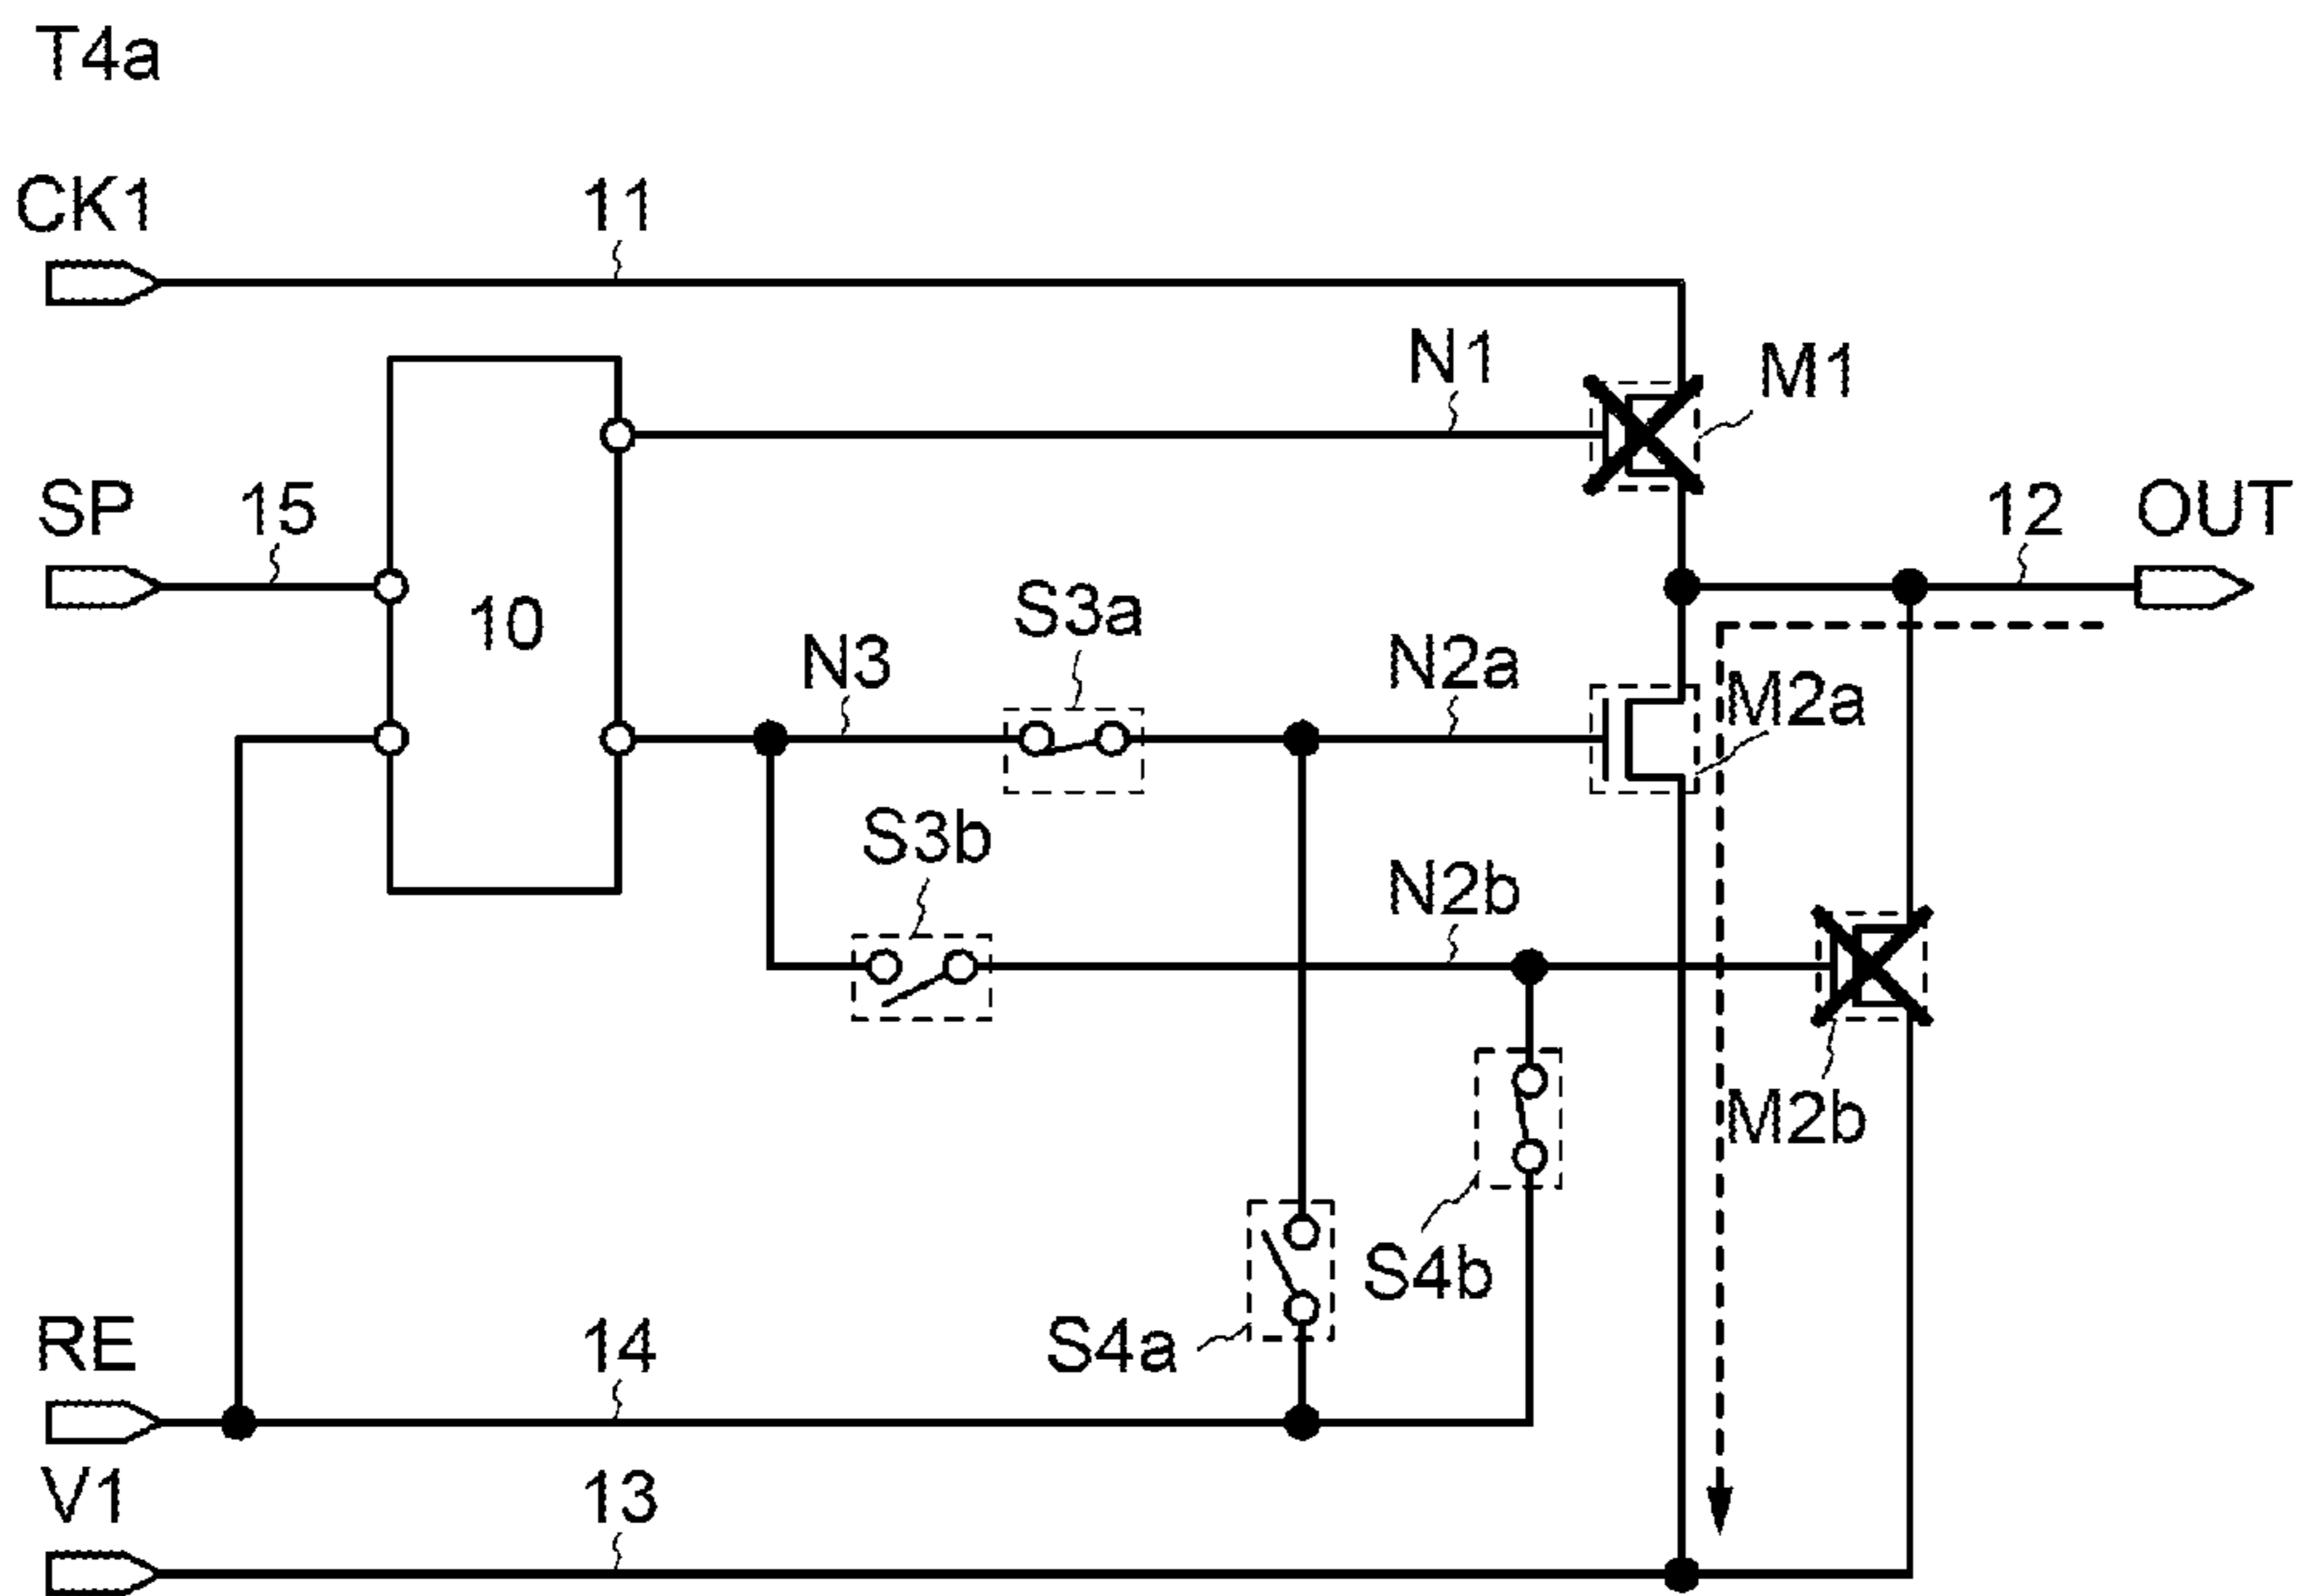 T4a
CK1
11
N1
M1
SP
15
10
12
OUT
N3
S3a
N2a
M2a
S3b
N2b
M2b
S4b
S4a
RE
14
V1
13